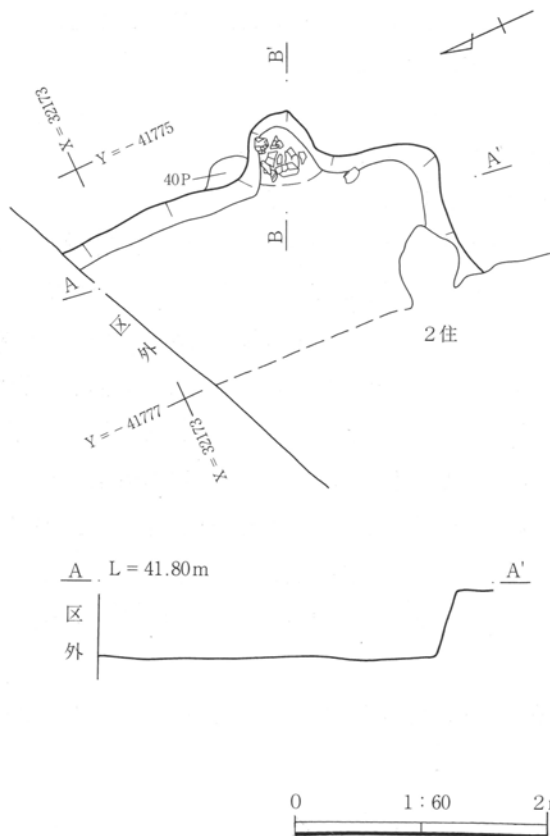 B'
X = 32173
Y = −41775
A'
40P
B
A
区外
2住
Y = −41777
X = 32173
A L = 41.80m
A'
区
外
0 1:60 2